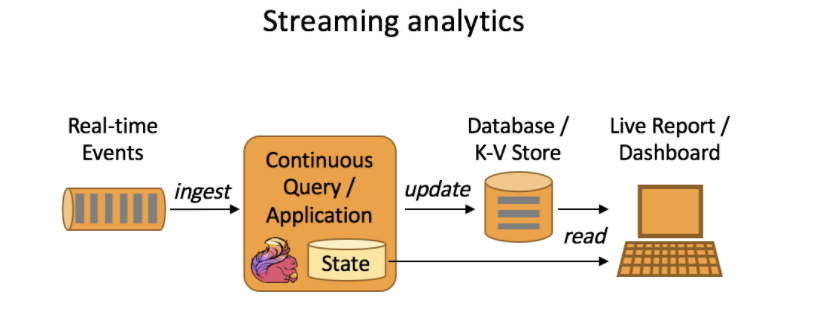 Streaming analytics
Real-time
Events
ingest
Continuous
Query /
Application
State
update
Database /
K-V Store
read
Live Report /
Dashboard